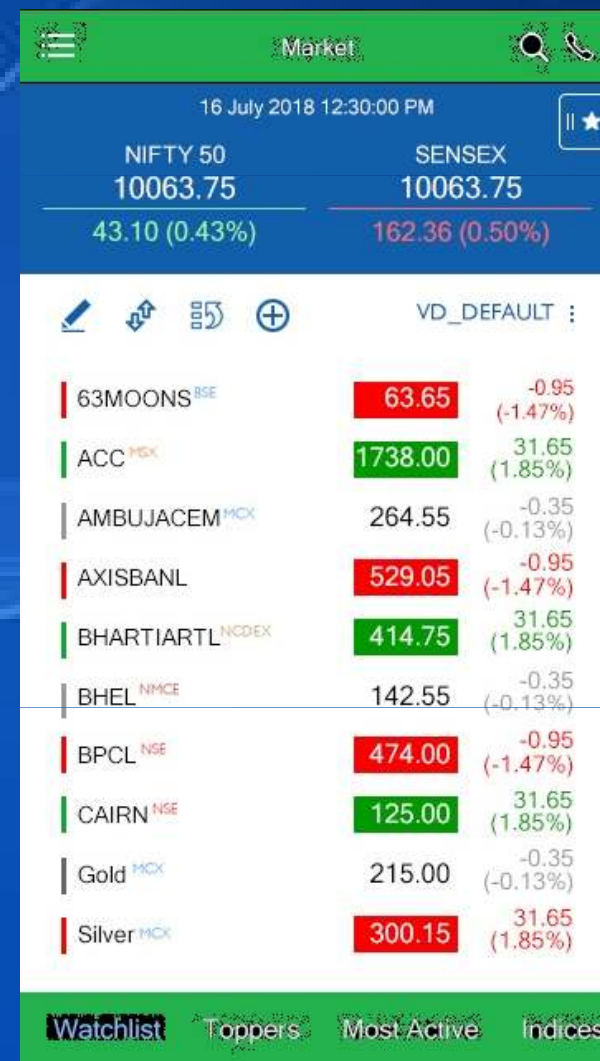 Market
16 July 2018 12:30:00 PM
NIFTY 50 SENSEX
10063.75 10063.75
43.10 (0.43%) 162.36 (0.50%)
VD_DEFAULT
63MOONS BSE 63.65 -0.95
(-1.47%)
ACC MSX 1738.00 31.65
(1.85%)
AMBUJACEM MCX 264.55 -0.35
(-0.13%)
AXISBANL 529.05 -0.95
(-1.47%)
BHARTIARTL NCDEX 414.75 31.65
(1.85%)
BHEL NMCE 142.55 -0.35
(-0.13%)
BPCL NSE 474.00 -0.95
(-1.47%)
CAIRN NSE 125.00 31.65
(1.85%)
Gold MCX 215.00 -0.35
(-0.13%)
Silver MCX 300.15 31.65
(1.85%)
Watchlist Toppers Most Active Indices